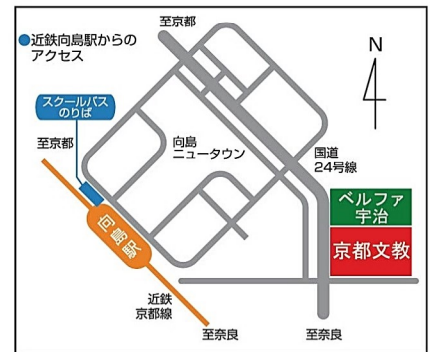 ●近鉄向島駅からの
アクセス
至京都
N
スクールバス
のりば
至京都
向島
ニュータウン
国道
24号線
ベルファ
宇治
京都文教
向島駅
近鉄
京都線
至奈良
至奈良